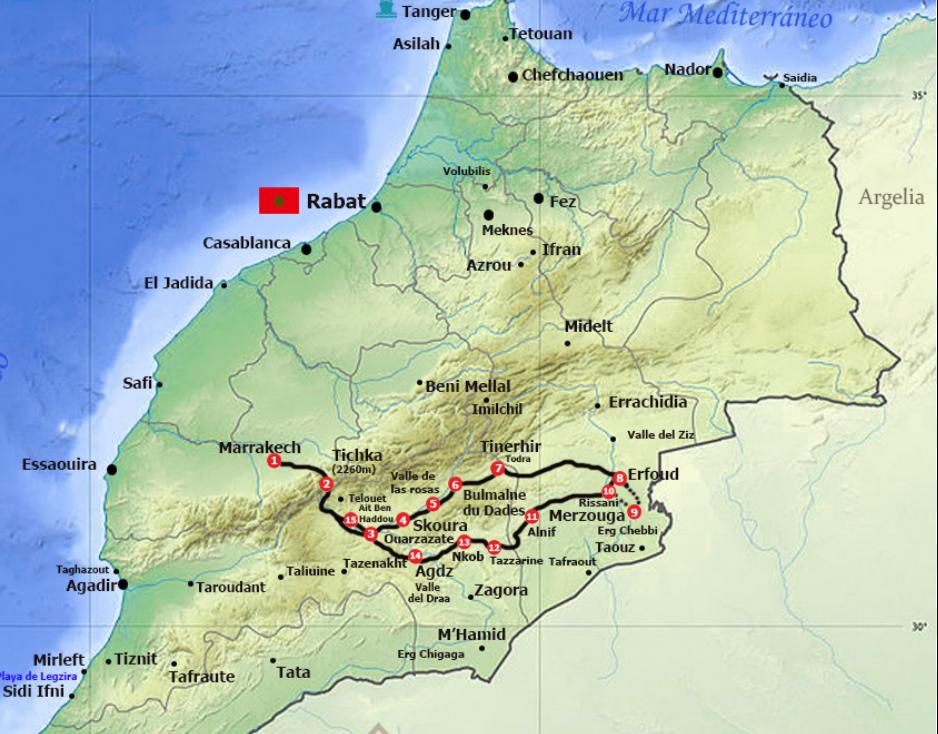 Tanger
Mar Mediterráneo
Tetouan
Asilah
Chefchaouen
Nador
Saidia
35°
Volubilis
Argelia
Rabat
Fez
Meknes
Casablanca
Ifran
Azrou
El Jadida
Midelt
Safi
Beni Mellal
Imilchil
Errachidia
Valle del Ziz
Marrakech
1
Tichka
(2260m)
Tinerhir
Todra
7
Essaouira
2
Valle de
las rosas
6
8
Erfoud
Telouet
Bulmalne
du Dades
10
Rissani
Ait Ben
Haddou
15
4
5
Skoura
11
Merzouga
9
3
Ouarzazate
Alnif
Erg Chebbi
13
Nkob
12
Tazzarine
Taouz
14
Agdz
Tazenakht
Tafraout
Taghazout
Agadir
Taroudant
Taliuine
Valle
del Draa
Zagora
30°
M'Hamid
Erg Chigaga
Mirleft
Playa de Legzira
Sidi Ifni
Tiznit
Tafraute
Tata